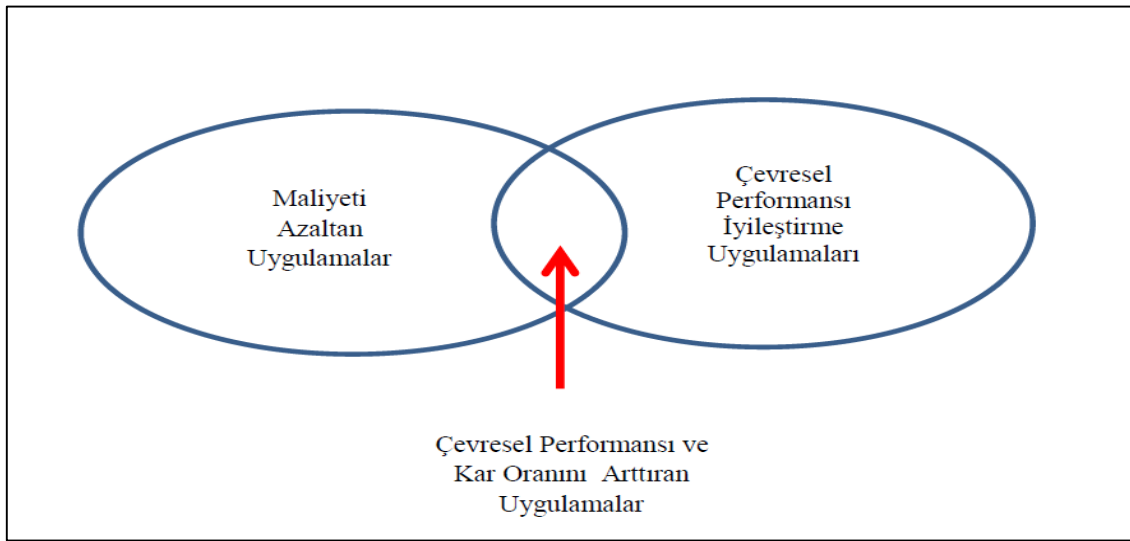 Maliyeti
Azaltan
Uygulamalar
Çevresel
Performansı
İyileştirme
Uygulamaları
Çevresel Performansı ve
Kar Oranını Arttıran
Uygulamalar